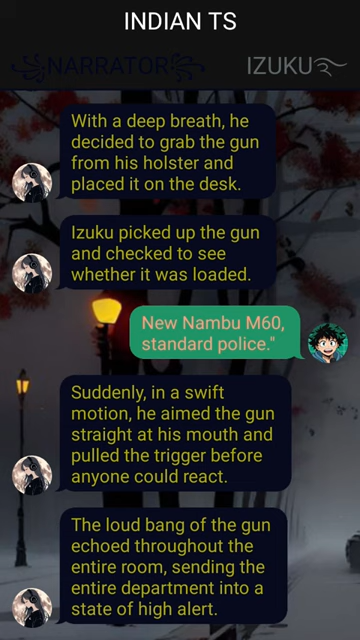 INDIAN TS
NARRATOR
IZUKU
With a deep breath, he
decided to grab the gun
from his holster and
placed it on the desk.
Izuku picked up the gun
and checked to see
whether it was loaded.
New Nambu M60,
standard police."
Suddenly, in a swift
motion, he aimed the gun
straight at his mouth and
pulled the trigger before
anyone could react.
The loud bang of the gun
echoed throughout the
entire room, sending the
entire department into a
state of high alert.